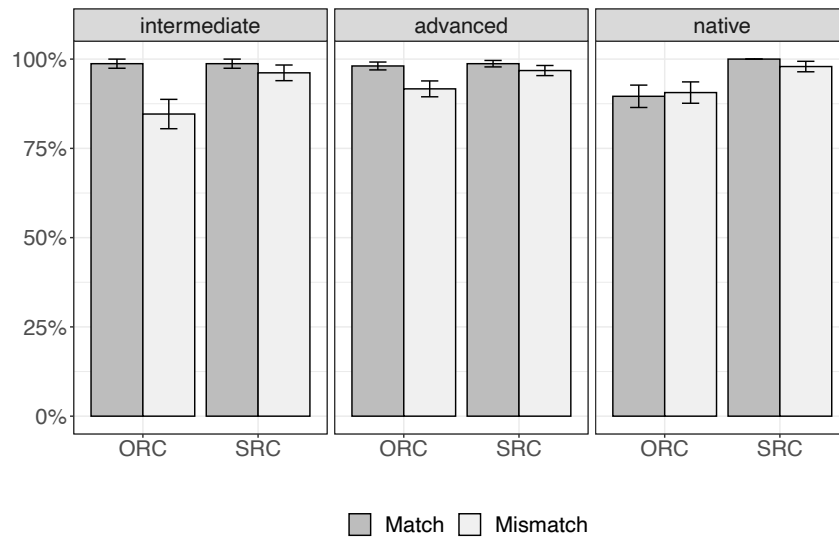 intermediate advanced native
100%
75%
50%
25%
0%
ORC SRC ORC SRC ORC SRC
Match Mismatch